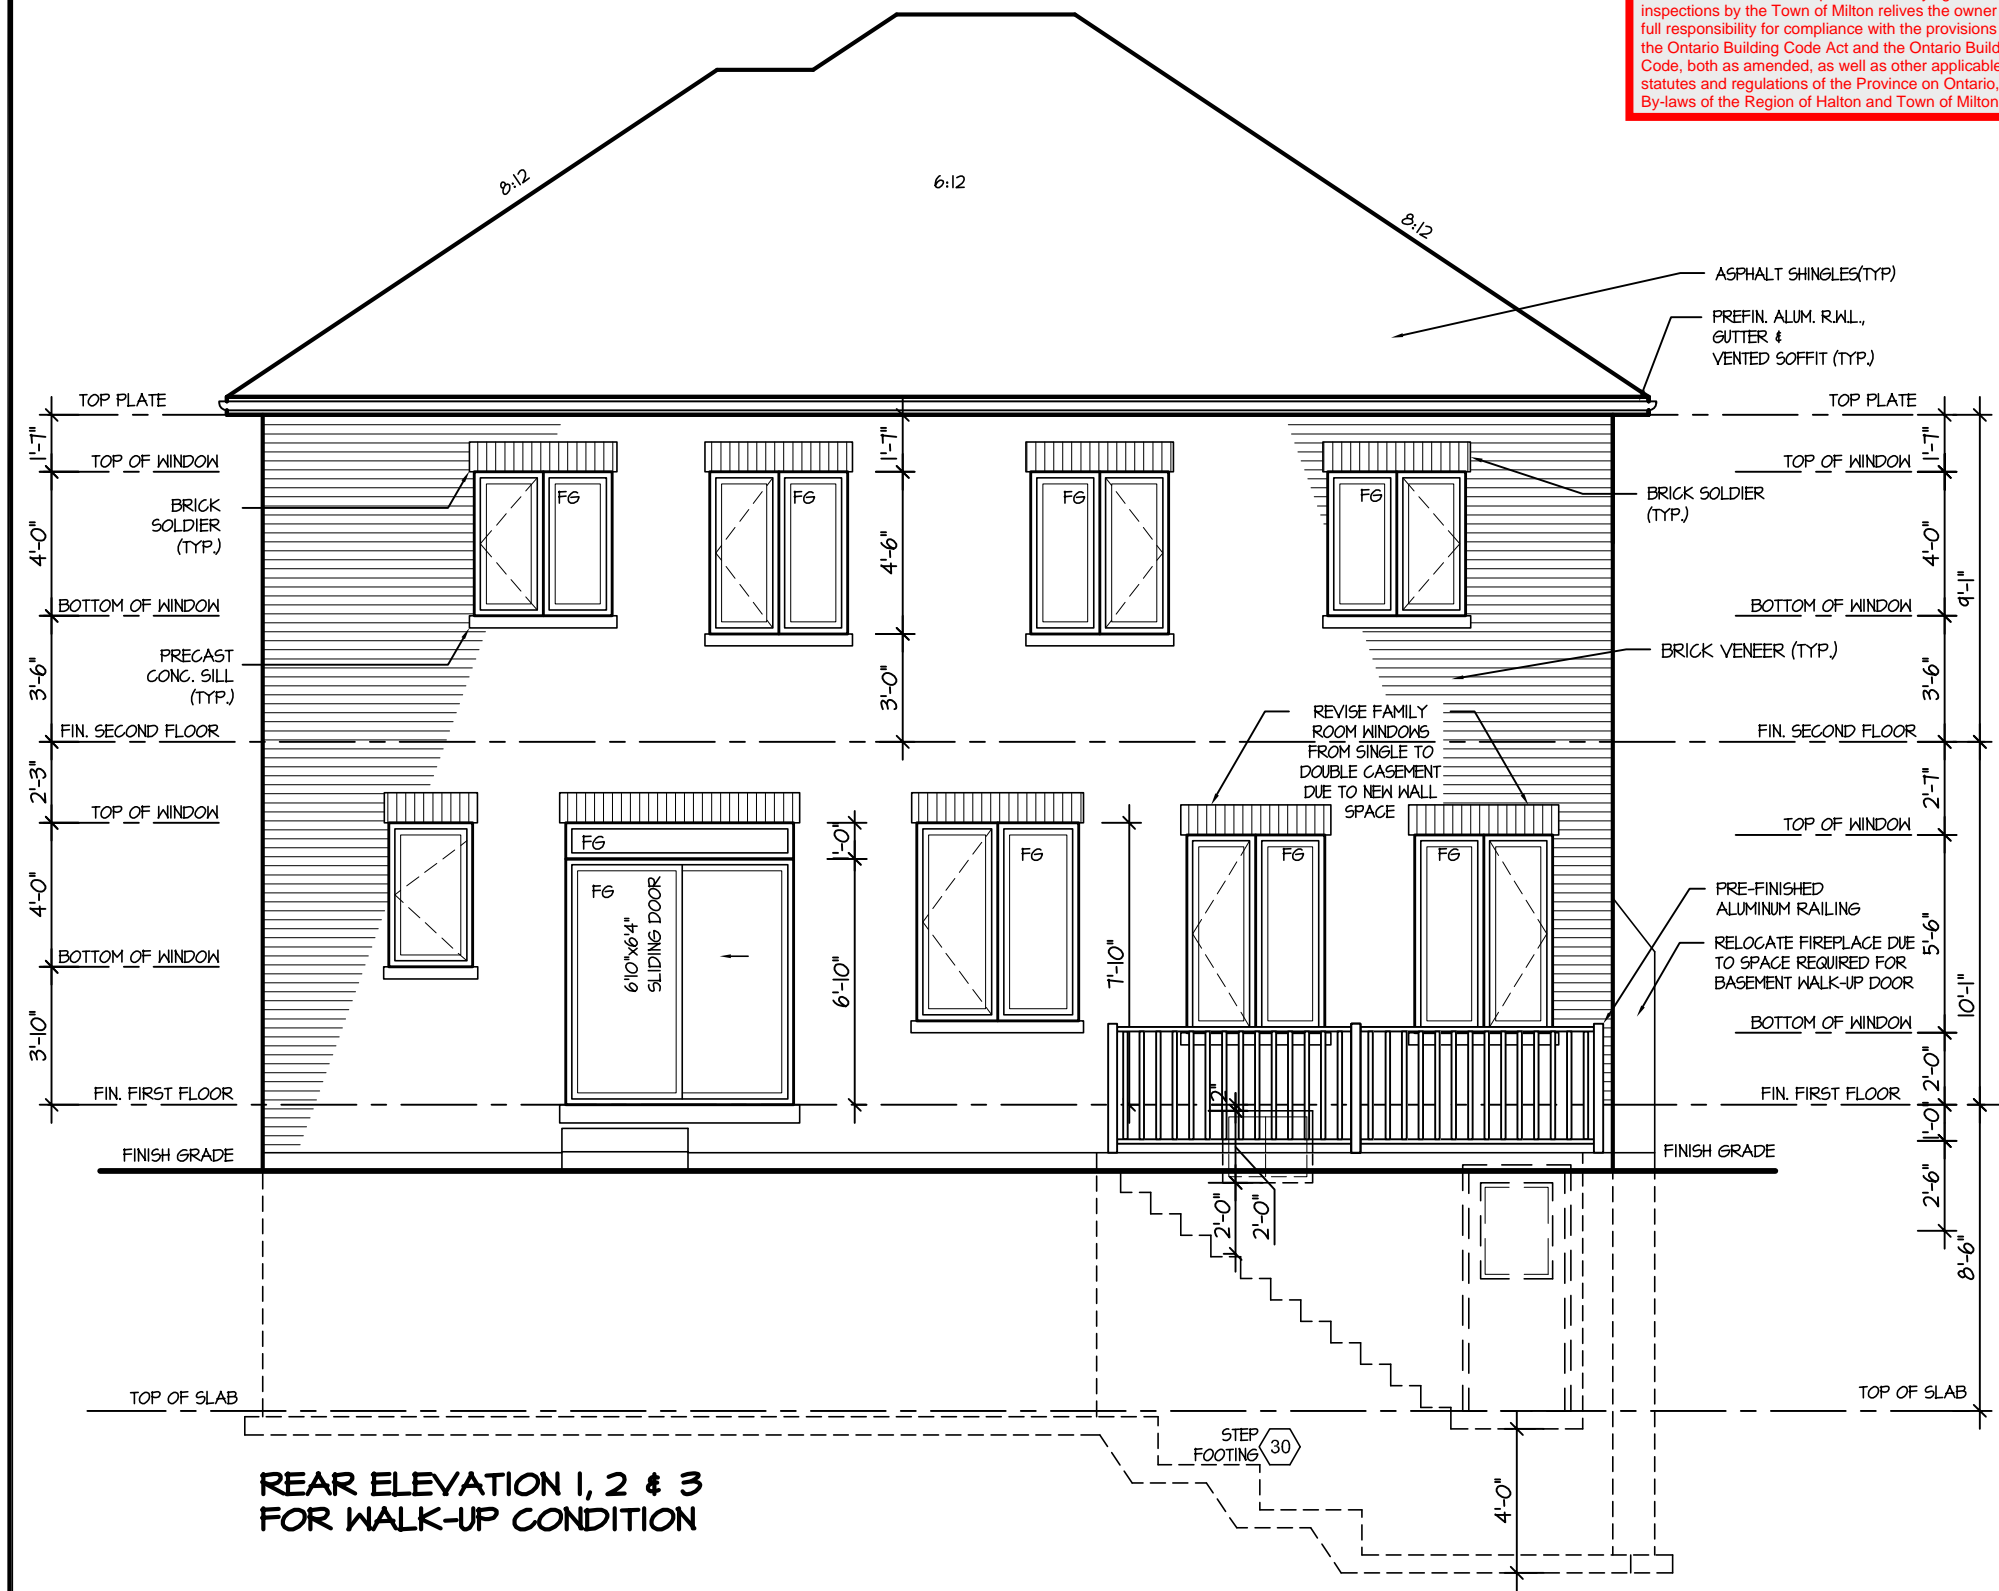 inspections by the Town of Milton relives the owner
full responsibility for compliance with the provisions
the Ontario Building Code Act and the Ontario Build
Code, both as amended, as well as other applicable
statutes and regulations of the Province on Ontario,
By-laws of the Region of Halton and Town of Milton
8:12
6:12
8:12
ASPHALT SHINGLES(TYP)
PREFIN. ALUM. R.W.L.,
GUTTER &
VENTED SOFFIT (TYP.)
TOP PLATE
TOP PLATE
1'-7"
1'-7"
1'-7"
TOP OF WINDOW
TOP OF WINDOW
BRICK
SOLDIER
(TYP.)
FG
FG
FG
FG
BRICK SOLDIER
(TYP.)
4'-0"
4'-6"
4'-0"
9'-1"
BOTTOM OF WINDOW
BOTTOM OF WINDOW
PRECAST
CONC. SILL
(TYP.)
BRICK VENEER (TYP.)
3'-6"
3'-0"
3'-6"
REVISE FAMILY
ROOM WINDOWS
FROM SINGLE TO
DOUBLE CASEMENT
DUE TO NEW WALL
SPACE
FIN. SECOND FLOOR
FIN. SECOND FLOOR
2'-3"
2'-7"
TOP OF WINDOW
TOP OF WINDOW
FG
1'-0"
FG
FG
FG
FG
6'10"x6'4"
SLIDING DOOR
4'-0"
6'-10"
7'-10"
5'-6"
10'-1"
PRE-FINISHED
ALUMINUM RAILING
RELOCATE FIREPLACE DUE
TO SPACE REQUIRED FOR
BASEMENT WALK-UP DOOR
BOTTOM OF WINDOW
BOTTOM OF WINDOW
3'-10"
2'-0"
FIN. FIRST FLOOR
FIN. FIRST FLOOR
2"
1'-0"
FINISH GRADE
FINISH GRADE
2'-0"
2'-0"
2'-6"
8'-6"
TOP OF SLAB
TOP OF SLAB
STEP
FOOTING
30
4'-0"
REAR ELEVATION 1, 2 & 3
FOR WALK-UP CONDITION